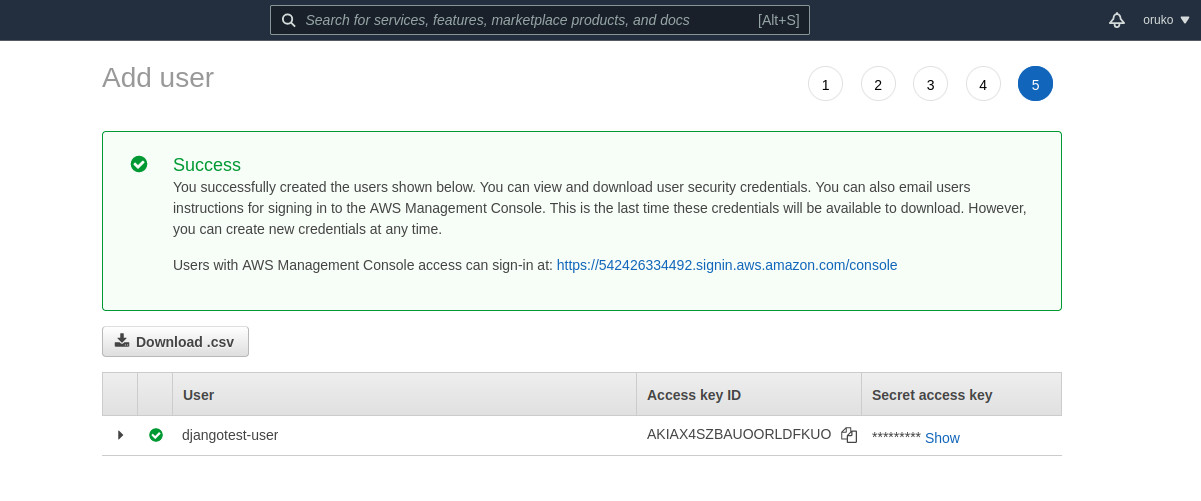 Search for services, features, marketplace products, and docs [Alt+S] oruko
Add user 1 2 3 4 5
Success
You successfully created the users shown below. You can view and download user security credentials. You can also email users
instructions for signing in to the AWS Management Console. This is the last time these credentials will be available to download. However,
you can create new credentials at any time.
Users with AWS Management Console access can sign-in at: https://542426334492.signin.aws.amazon.com/console
Download .csv
User Access key ID Secret access key
djangotest-user AKIAX4SZBAUOORLDFKUO ********* Show